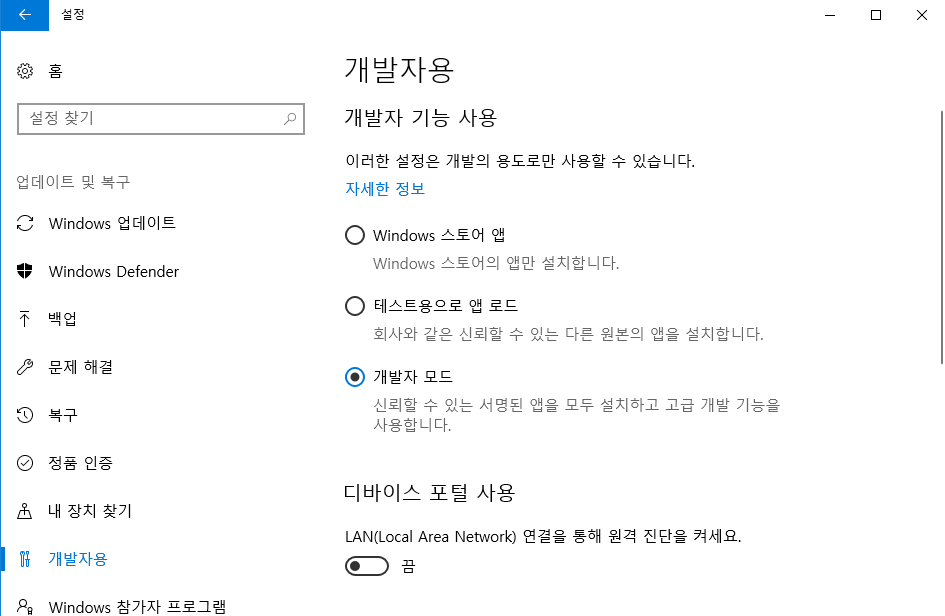 설정
홈
설정 찾기
업데이트 및 복구
Windows 업데이트
Windows Defender
백업
문제 해결
복구
정품 인증
내 장치 찾기
개발자용
Windows 참가자 프로그램
개발자용
개발자 기능 사용
이러한 설정은 개발의 용도로만 사용할 수 있습니다.
자세한 정보
Windows 스토어 앱
Windows 스토어의 앱만 설치합니다.
테스트용으로 앱 로드
회사와 같은 신뢰할 수 있는 다른 원본의 앱을 설치합니다.
개발자 모드
신뢰할 수 있는 서명된 앱을 모두 설치하고 고급 개발 기능을
사용합니다.
디바이스 포털 사용
LAN(Local Area Network) 연결을 통해 원격 진단을 켜세요.
끔